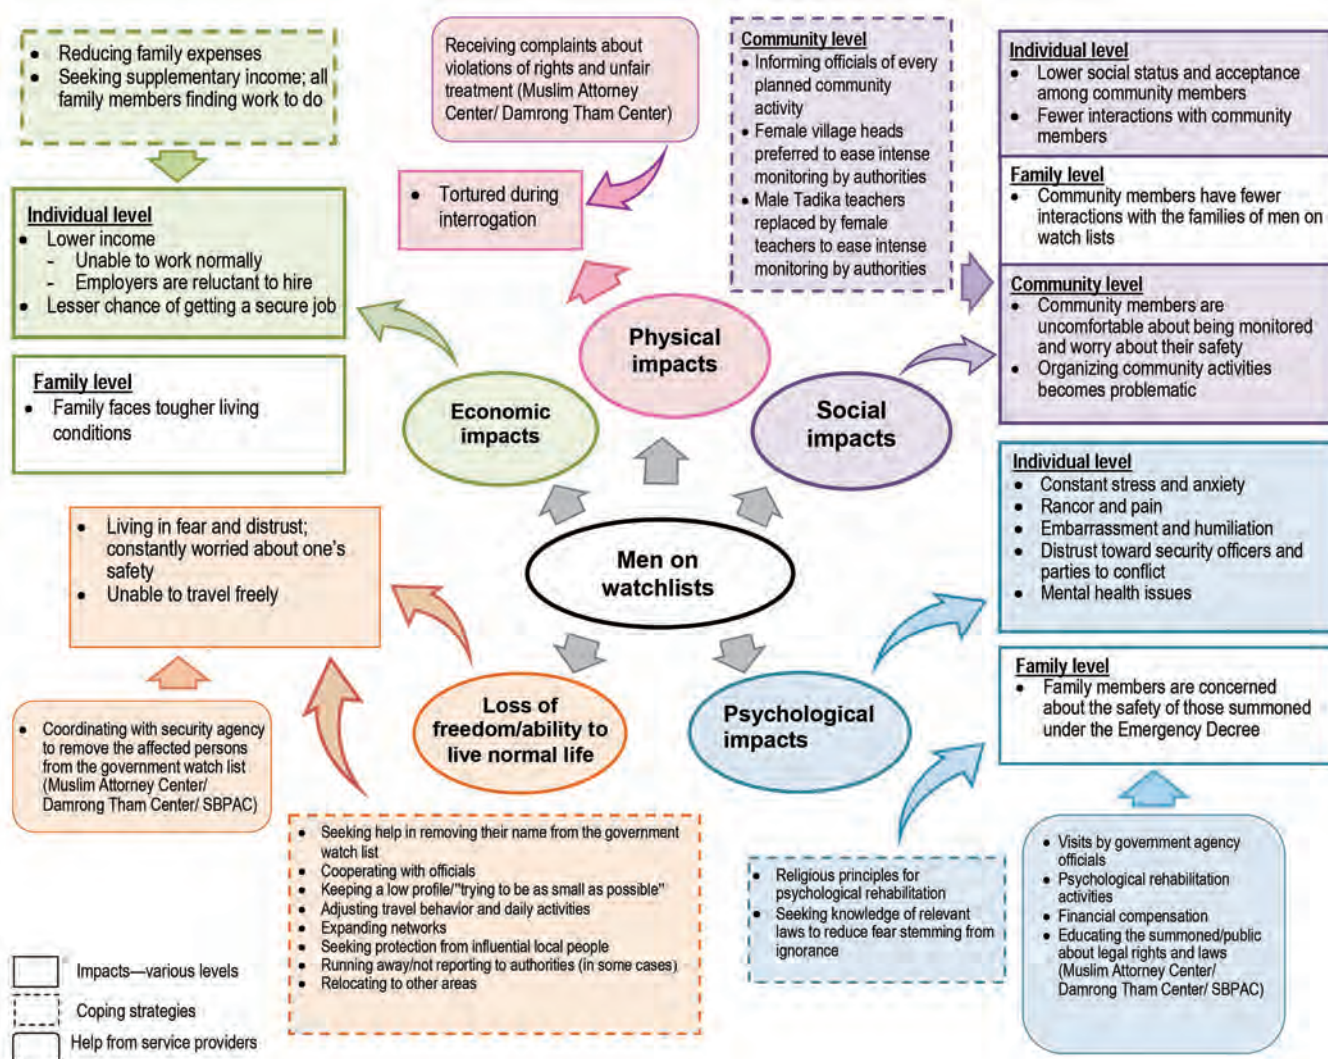 ● Reducing family expenses
● Seeking supplementary income; all
family members finding work to do
Individual level
● Lower income
- Unable to work normally
- Employers are reluctant to hire
● Lesser chance of getting a secure job
Family level
● Family faces tougher living
conditions
Economic
impacts
Receiving complaints about
violations of rights and unfair
treatment (Muslim Attorney
Center/ Damrong Tham Center)
● Tortured during
interrogation
Physical
impacts
Community level
● Informing officials of every
planned community
activity
● Female village heads
preferred to ease intense
monitoring by authorities
● Male Tadika teachers
replaced by female
teachers to ease intense
monitoring by authorities
Social
impacts
Individual level
● Lower social status and acceptance
among community members
● Fewer interactions with community
members
Family level
● Community members have fewer
interactions with the families of men on
watch lists
Community level
● Community members are
uncomfortable about being monitored
and worry about their safety
● Organizing community activities
becomes problematic
Men on
watchlists
● Living in fear and distrust;
constantly worried about one's
safety
● Unable to travel freely
Loss of
freedom/ability to
live normal life
● Coordinating with security agency
to remove the affected persons
from the government watch list
(Muslim Attorney Center/
Damrong Tham Center/ SBPAC)
● Seeking help in removing their name from the government
watch list
● Cooperating with officials
● Keeping a low profile/"trying to be as small as possible"
● Adjusting travel behavior and daily activities
● Expanding networks
● Seeking protection from influential local people
● Running away/not reporting to authorities (in some cases)
● Relocating to other areas
Psychological
impacts
Individual level
● Constant stress and anxiety
● Rancor and pain
● Embarrassment and humiliation
● Distrust toward security officers and
parties to conflict
● Mental health issues
Family level
● Family members are concerned
about the safety of those summoned
under the Emergency Decree
● Religious principles for
psychological rehabilitation
● Seeking knowledge of relevant
laws to reduce fear stemming from
ignorance
● Visits by government agency
officials
● Psychological rehabilitation
activities
● Financial compensation
● Educating the summoned/public
about legal rights and laws
(Muslim Attorney Center/
Damrong Tham Center/ SBPAC)
Impacts—various levels
Coping strategies
Help from service providers